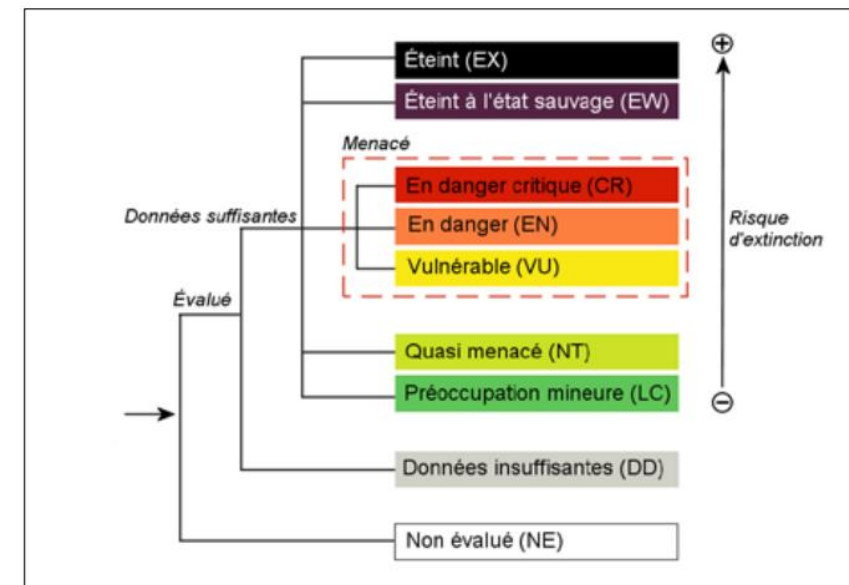 Éteint (EX)
Éteint à l'état sauvage (EW)
Menacé
En danger critique (CR)
Données suffisantes
En danger (EN)
Risque
d'extinction
Vulnérable (VU)
Évalué
Quasi menacé (NT)
Préoccupation mineure (LC)
Données insuffisantes (DD)
Non évalué (NE)